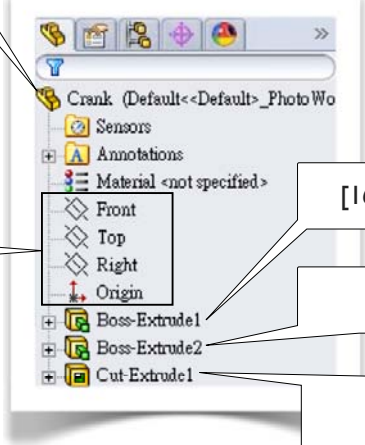 Crank (Default<<Default>_PhotoWo
Sensors
A Annotations
Material <not specified>
Front
Top
Right
Origin
Boss-Extrude1
Boss-Extrude2
Cut-Extrude1